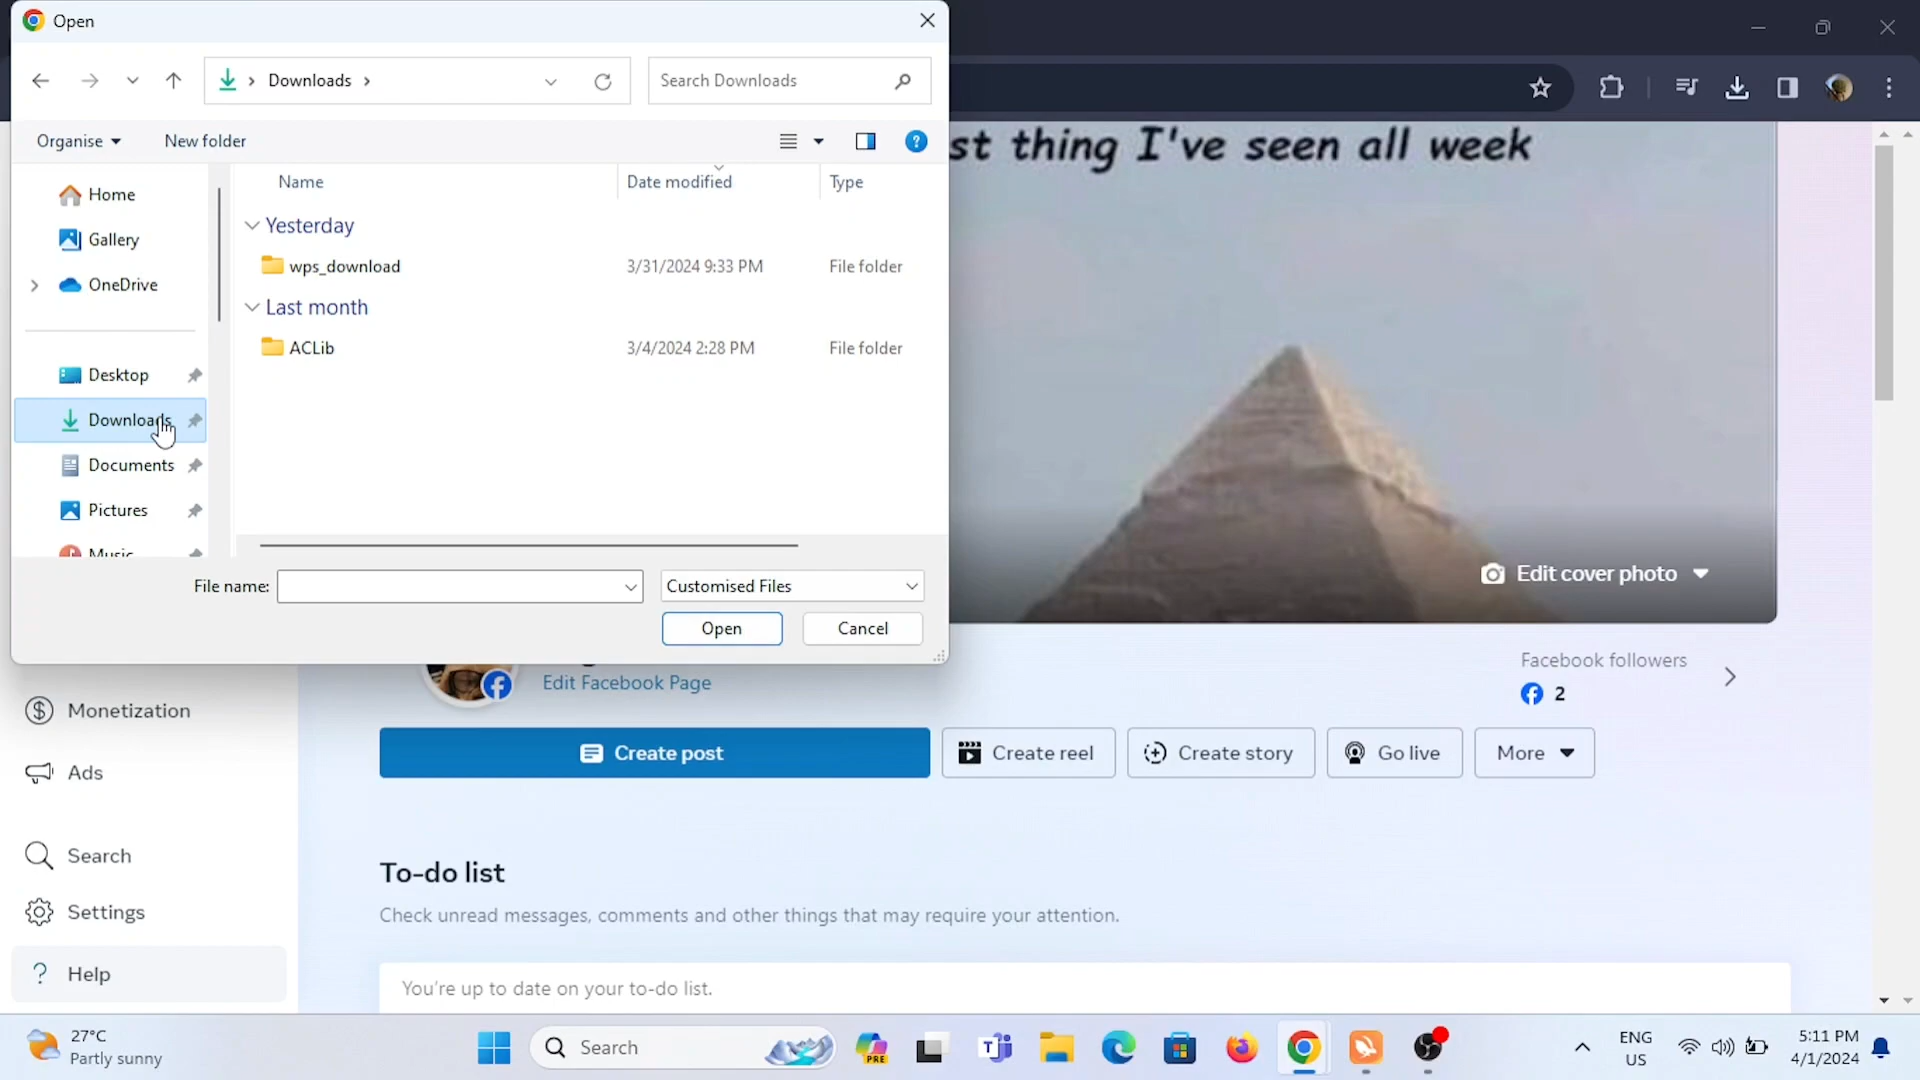 Open
Downloads
Search Downloads
Organise
New folder
Name
Date modified
Type
Home
Gallery
OneDrive
Desktop
Downloads
Documents
Pictures
Music
Yesterday
wps_download 3/31/2024 9:33 PM File folder
Last month
ACLib 3/4/2024 2:28 PM File folder
File name:
Customised Files
Open
Cancel
st thing I've seen all week
Edit cover photo
Edit Facebook Page
Facebook followers
2
Create post
Create reel
Create story
Go live
More
Monetization
Ads
Search
Settings
Help
To-do list
Check unread messages, comments and other things that may require your attention.
You're up to date on your to-do list.
27°C
Partly sunny
Search
PRE
ENG
US
5:11 PM
4/1/2024